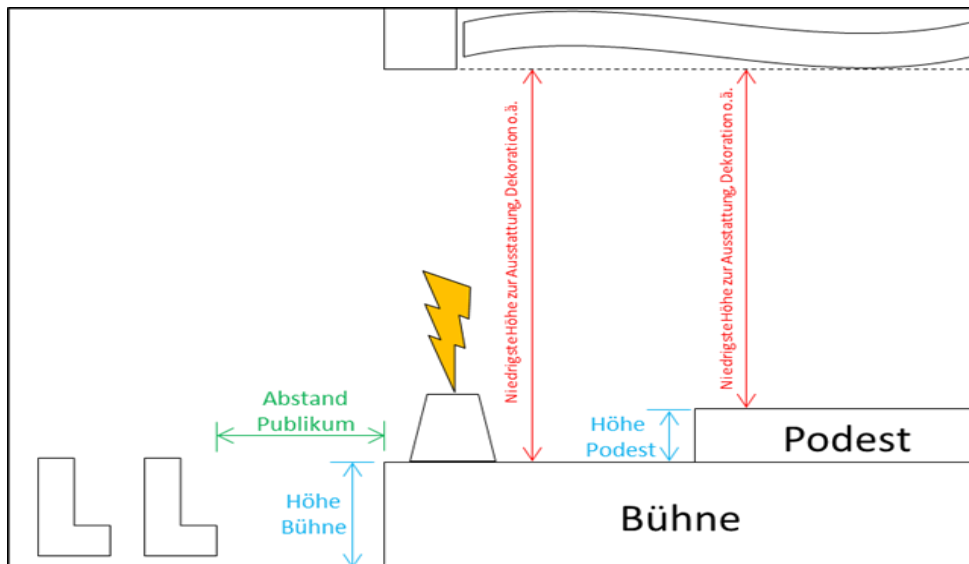 Niedrigste Höhe zur Ausstattung, Dekoration o.ä.
Niedrigste Höhe zur Ausstattung, Dekoration o.ä.
Abstand
Publikum
Höhe
Podest
Podest
Höhe
Bühne
Bühne